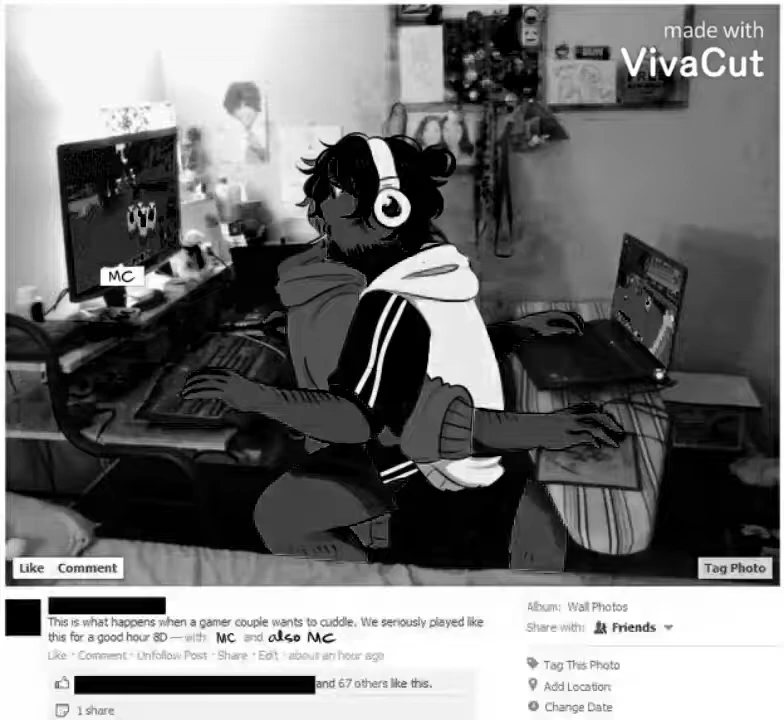 made with
VivaCut
MC
Like Comment
Tag Photo
This is what happens when a gamer couple wants to cuddle. We seriously played like
this for a good hour 8D — with MC and also MC
Like · Comment · Unfollow Post · Share · Edit · about an hour ago
and 67 others like this.
1 share
Album: Wall Photos
Share with: Friends
Tag This Photo
Add Location
Change Date